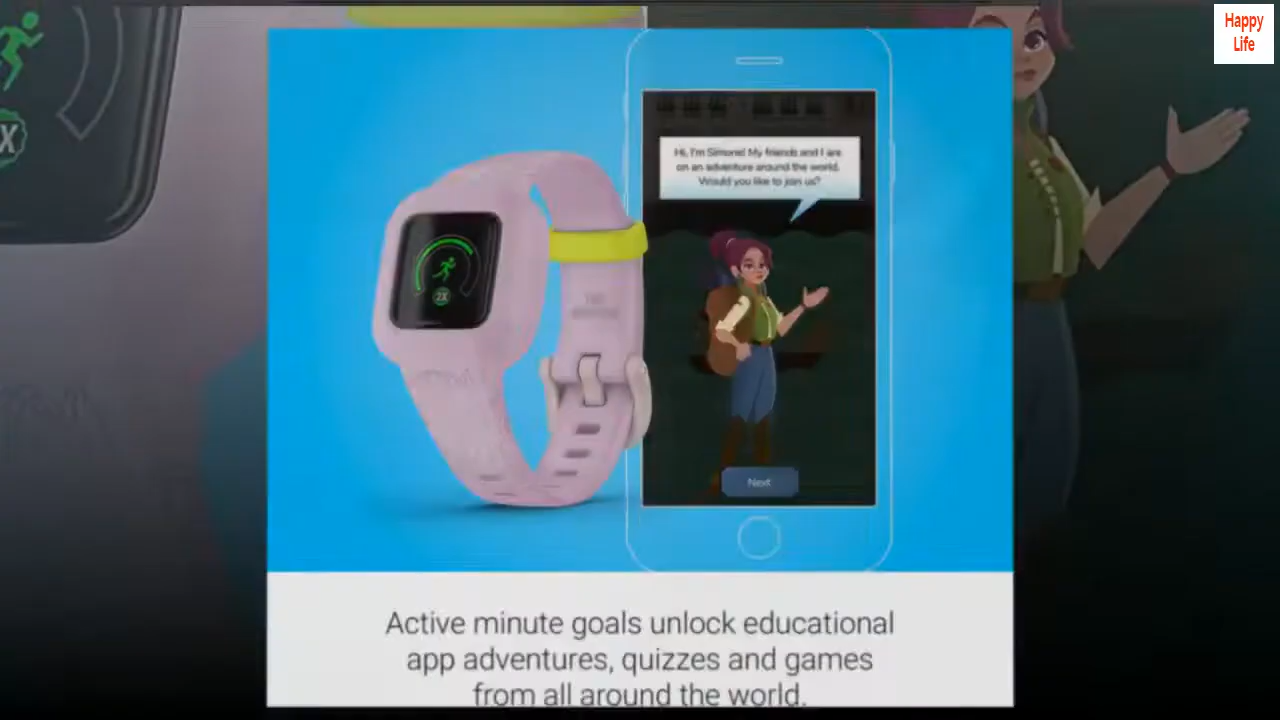 Happy
Life
Hi, I'm Simone! My friends and I are
on an adventure around the world.
Would you like to join us?
2X
Next
Active minute goals unlock educational
app adventures, quizzes and games
from all around the world.